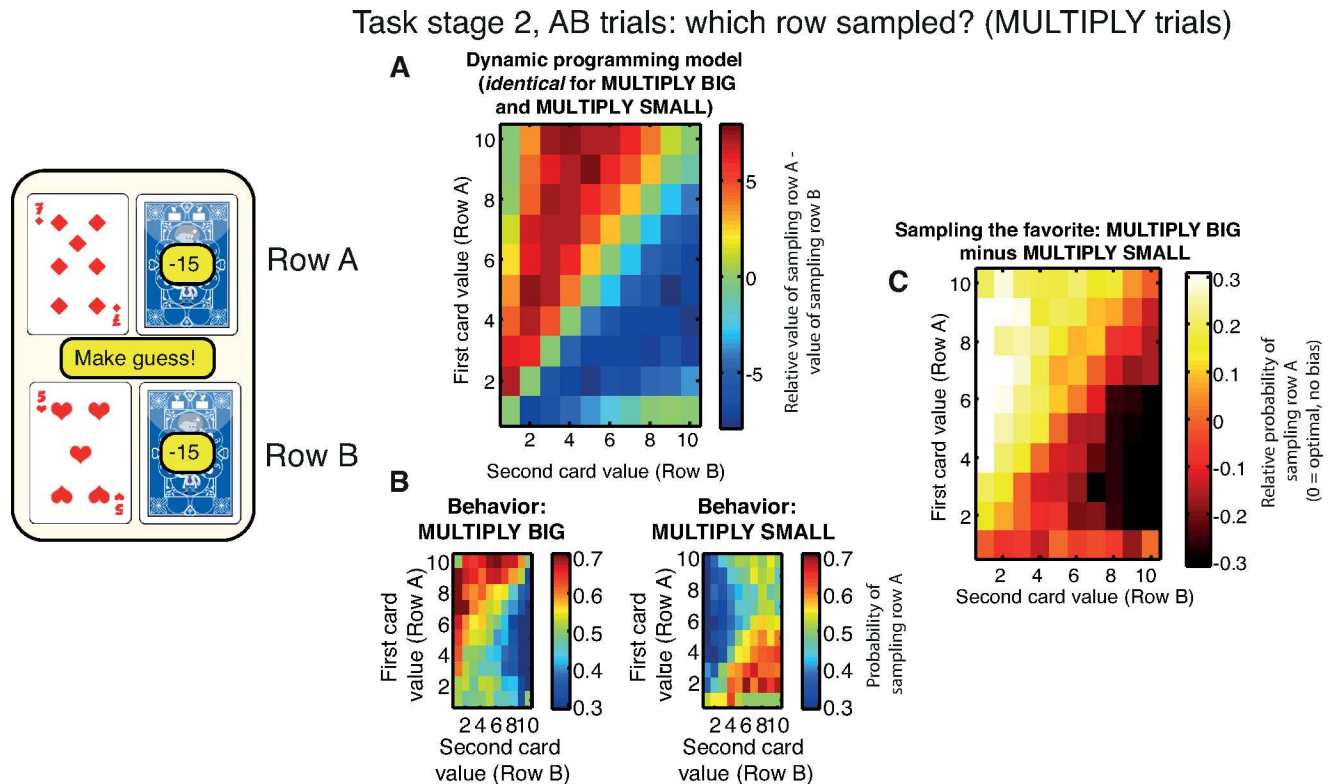 Task stage 2, AB trials: which row sampled? (MULTIPLY trials)
A
Dynamic programming model
(identical for MULTIPLY BIG
and MULTIPLY SMALL)
10
8
6
4
2
First card value (Row A)
2 4 6 8 10
Second card value (Row B)
5
0
-5
Relative value of sampling row A -
value of sampling row B
7
-15
7
Row A
Make guess!
5
-15
5
Row B
B
Behavior:
MULTIPLY BIG
10
8
6
4
2
First card
value (Row A)
2 4 6 8 10
Second card
value (Row B)
0.7
0.6
0.5
0.4
0.3
Behavior:
MULTIPLY SMALL
10
8
6
4
2
First card
value (Row A)
2 4 6 8 10
Second card
value (Row B)
0.7
0.6
0.5
0.4
0.3
Probability of
sampling row A
C
Sampling the favorite: MULTIPLY BIG
minus MULTIPLY SMALL
10
8
6
4
2
First card value (Row A)
2 4 6 8 10
Second card value (Row B)
0.3
0.2
0.1
0
-0.1
-0.2
-0.3
Relative probability of
sampling row A
(0 = optimal, no bias)